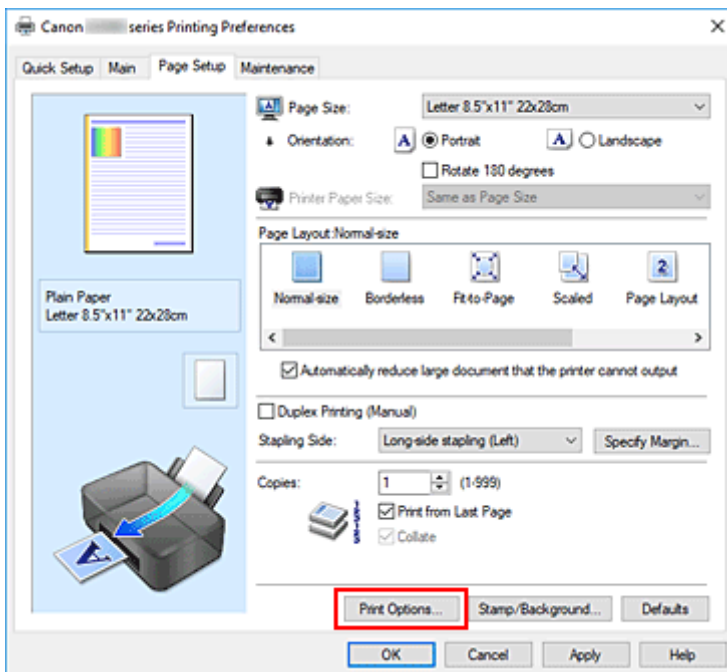 Canon series Printing Preferences
Quick Setup Main Page Setup Maintenance
Page Size: Letter 8.5"x11" 22x28cm
Orientation: A Portrait A Landscape
Rotate 180 degrees
Printer Paper Size: Same as Page Size
Page Layout:Normal-size
Normal-size Borderless Fit-to-Page Scaled Page Layout
Plain Paper
Letter 8.5"x11" 22x28cm
Automatically reduce large document that the printer cannot output
Duplex Printing (Manual)
Stapling Side: Long-side stapling (Left) Specify Margin...
Copies: 1 (1-999)
Print from Last Page
Collate
Print Options... Stamp/Background... Defaults
OK Cancel Apply Help